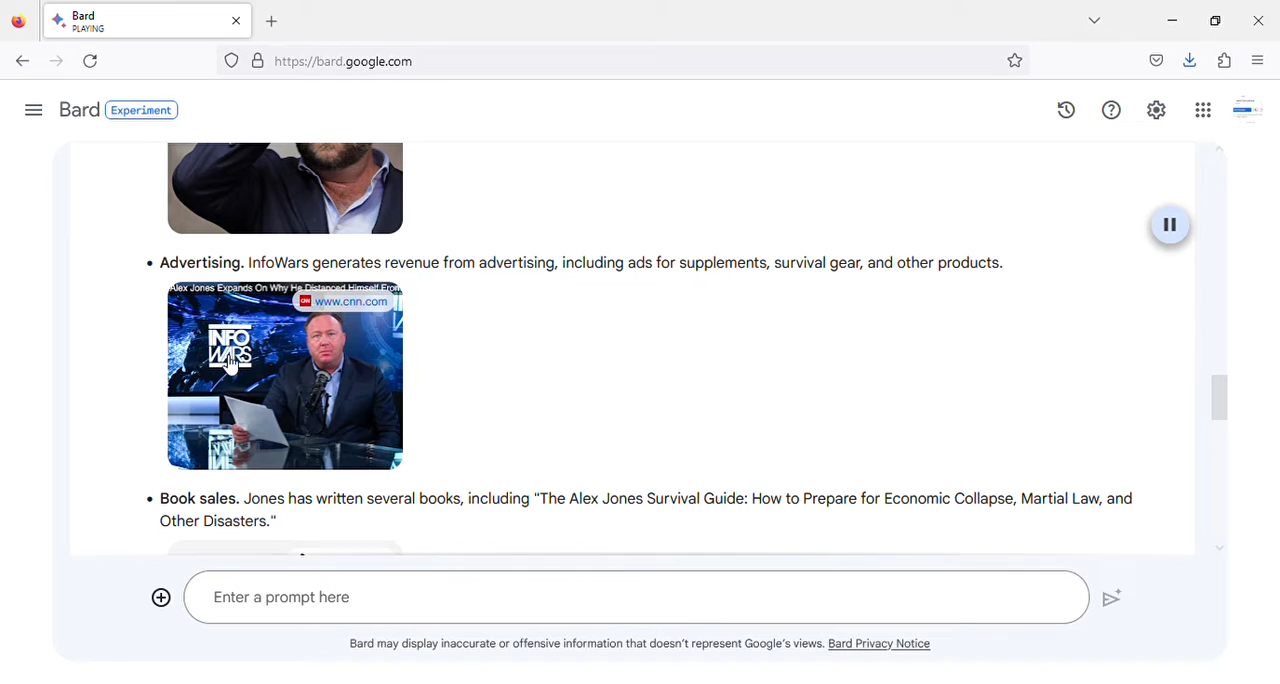 Bard
PLAYING
https://bard.google.com
Bard Experiment
• Advertising. InfoWars generates revenue from advertising, including ads for supplements, survival gear, and other products.
Alex Jones Expands On Why He Distanced Himself From
CNN www.cnn.com
INFO
WARS
• Book sales. Jones has written several books, including "The Alex Jones Survival Guide: How to Prepare for Economic Collapse, Martial Law, and
Other Disasters."
Enter a prompt here
Bard may display inaccurate or offensive information that doesn't represent Google's views. Bard Privacy Notice